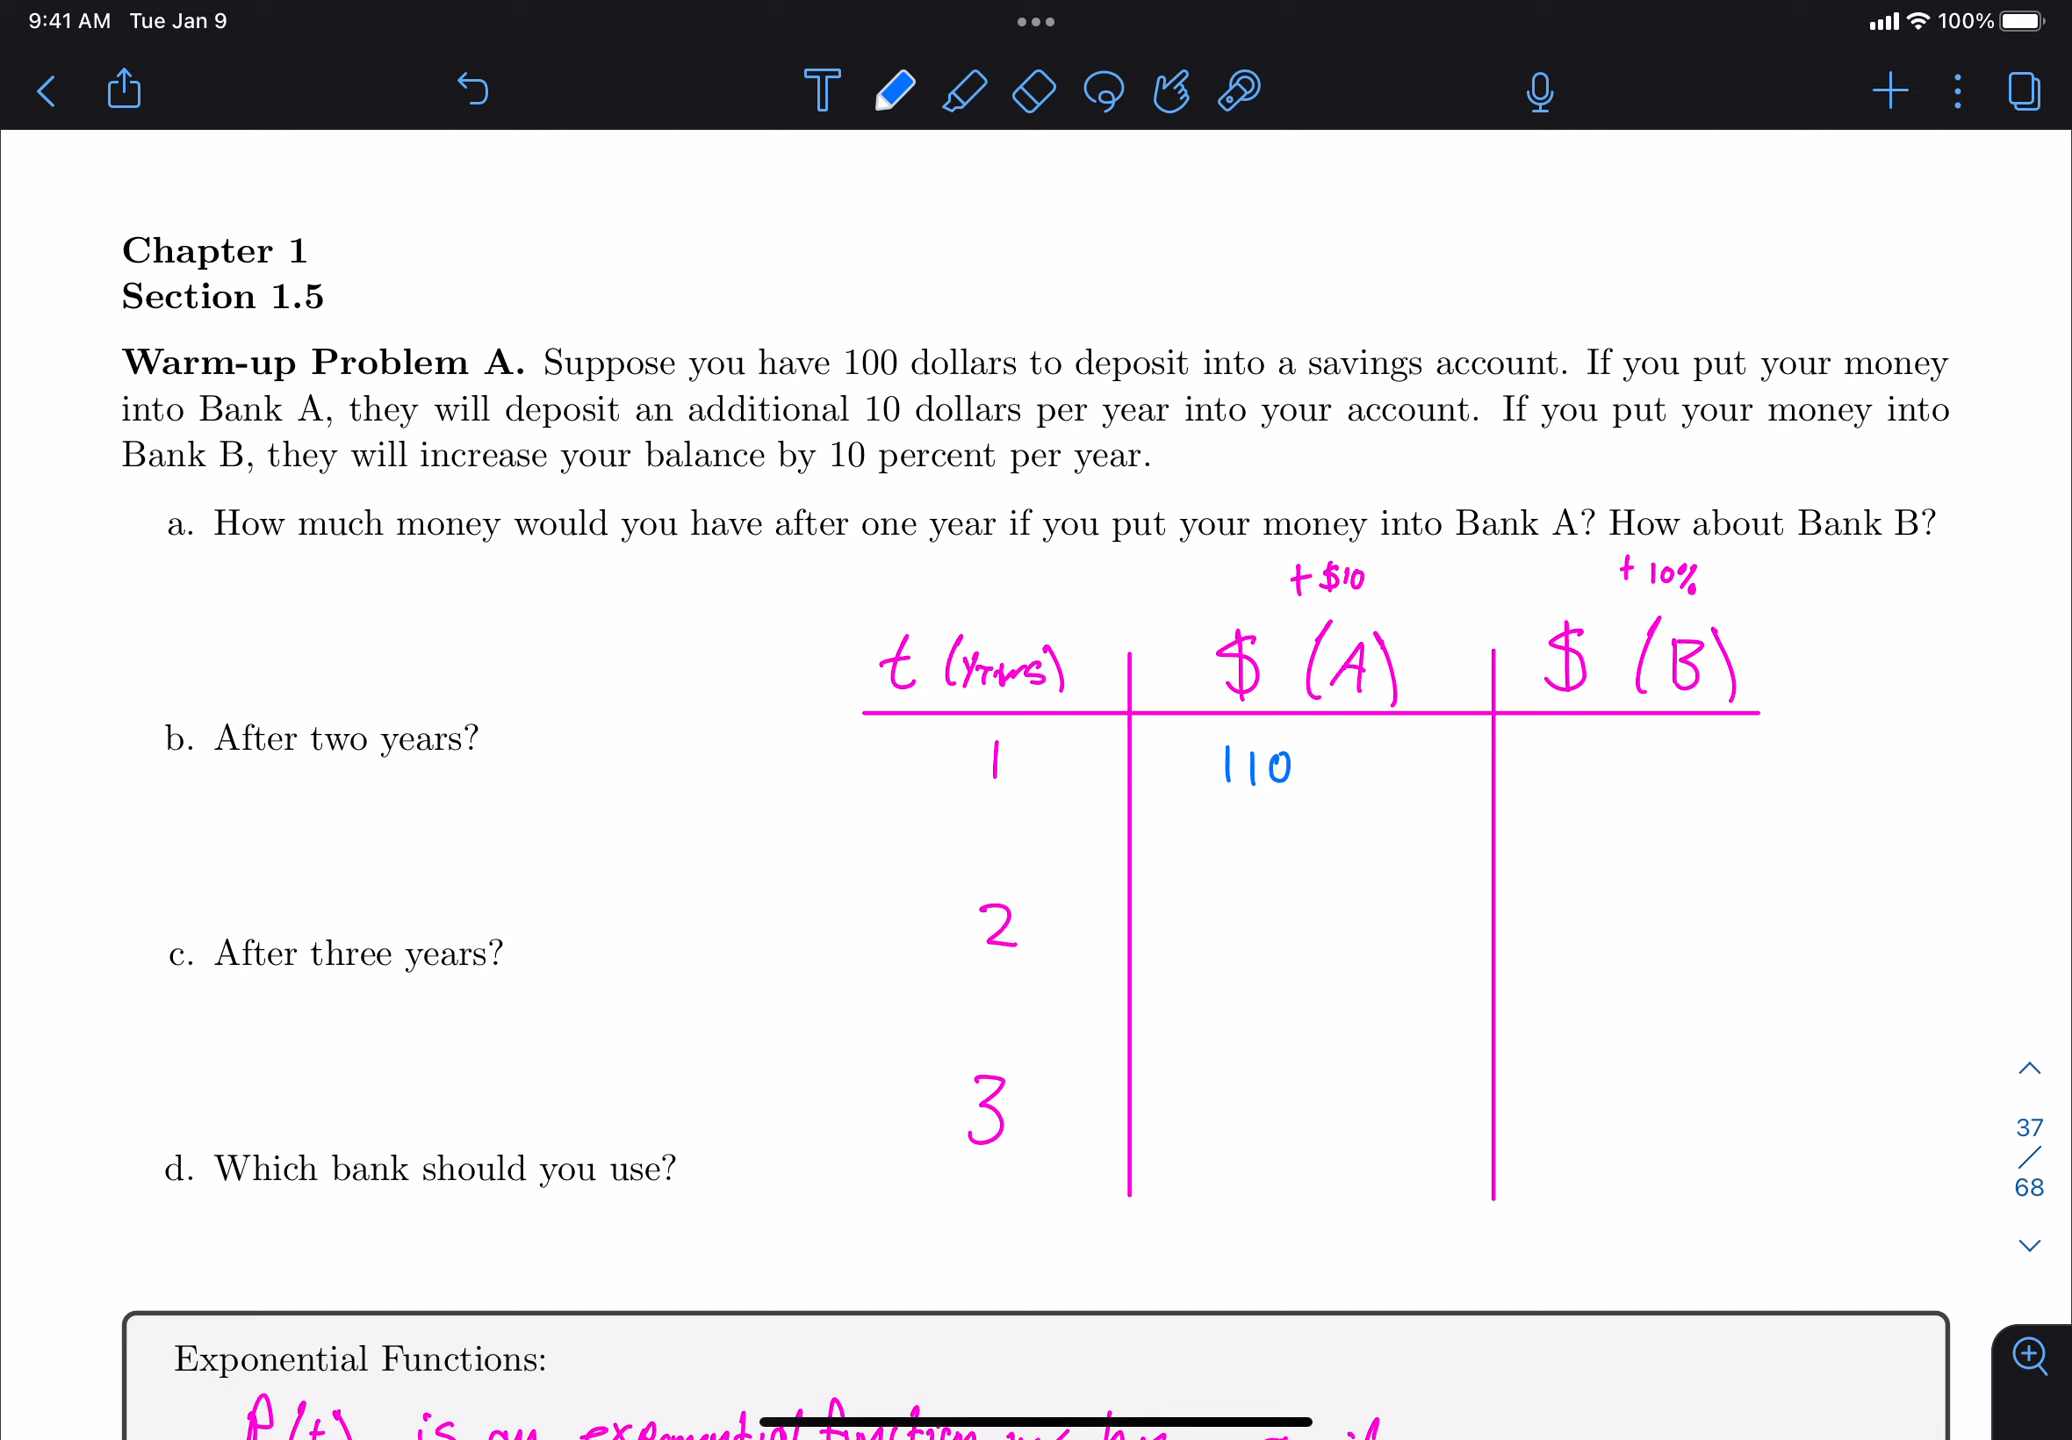 9:41 AM Tue Jan 9 100%
Chapter 1
Section 1.5
Warm-up Problem A. Suppose you have 100 dollars to deposit into a savings account. If you put your money
into Bank A, they will deposit an additional 10 dollars per year into your account. If you put your money into
Bank B, they will increase your balance by 10 percent per year.
a. How much money would you have after one year if you put your money into Bank A? How about Bank B?
+ $10 + 10%
t (years) $ (A) $ (B)
b. After two years?
1 110
2
c. After three years?
3
d. Which bank should you use?
37
/
68
Exponential Functions:
P(t) is an exponential function